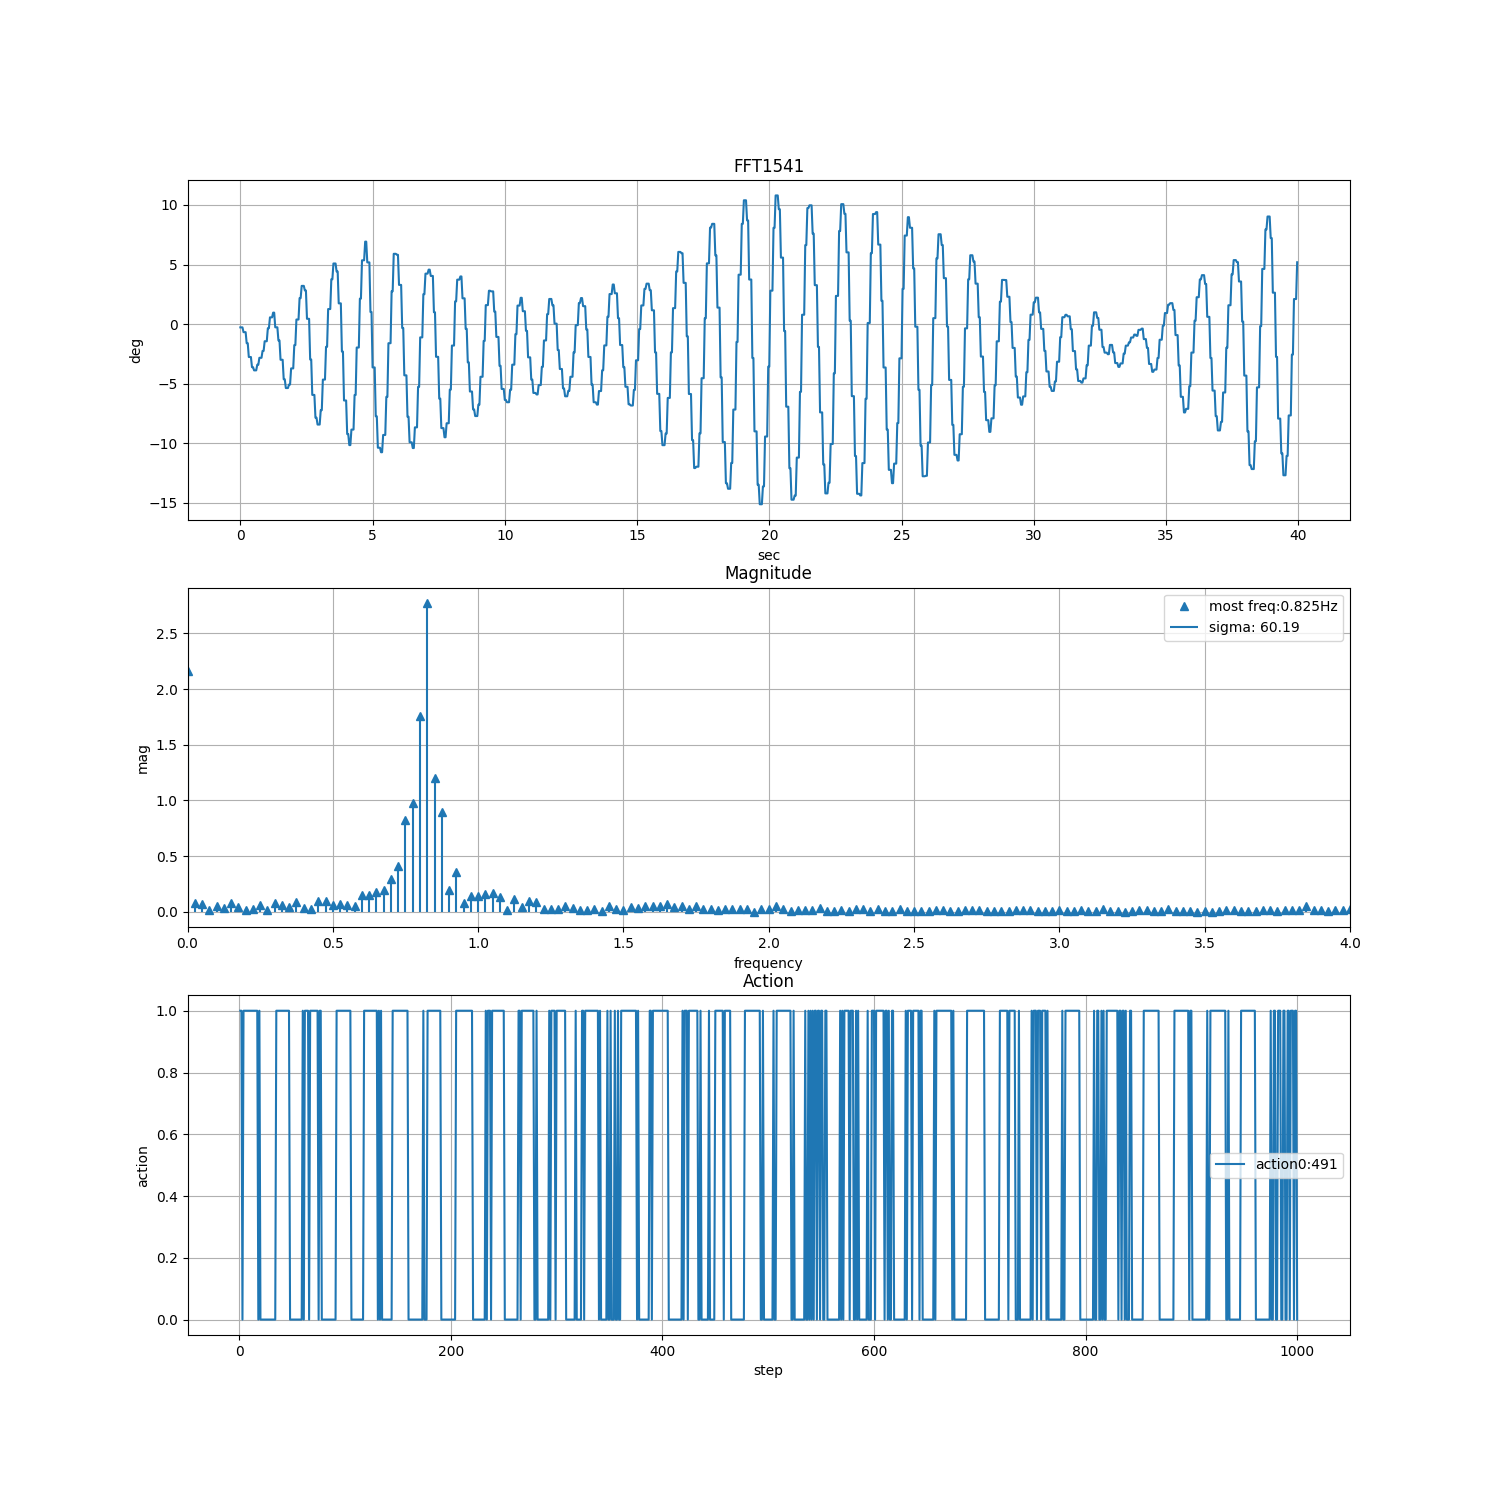 FFT1541
10
5
0
−5
−10
−15
deg
0 5 10 15 20 25 30 35 40
sec
Magnitude
most freq:0.825Hz
sigma: 60.19
2.5
2.0
1.5
1.0
0.5
0.0
mag
0.0 0.5 1.0 1.5 2.0 2.5 3.0 3.5 4.0
frequency
Action
1.0
0.8
0.6
0.4
0.2
0.0
action
action0:491
0 200 400 600 800 1000
step